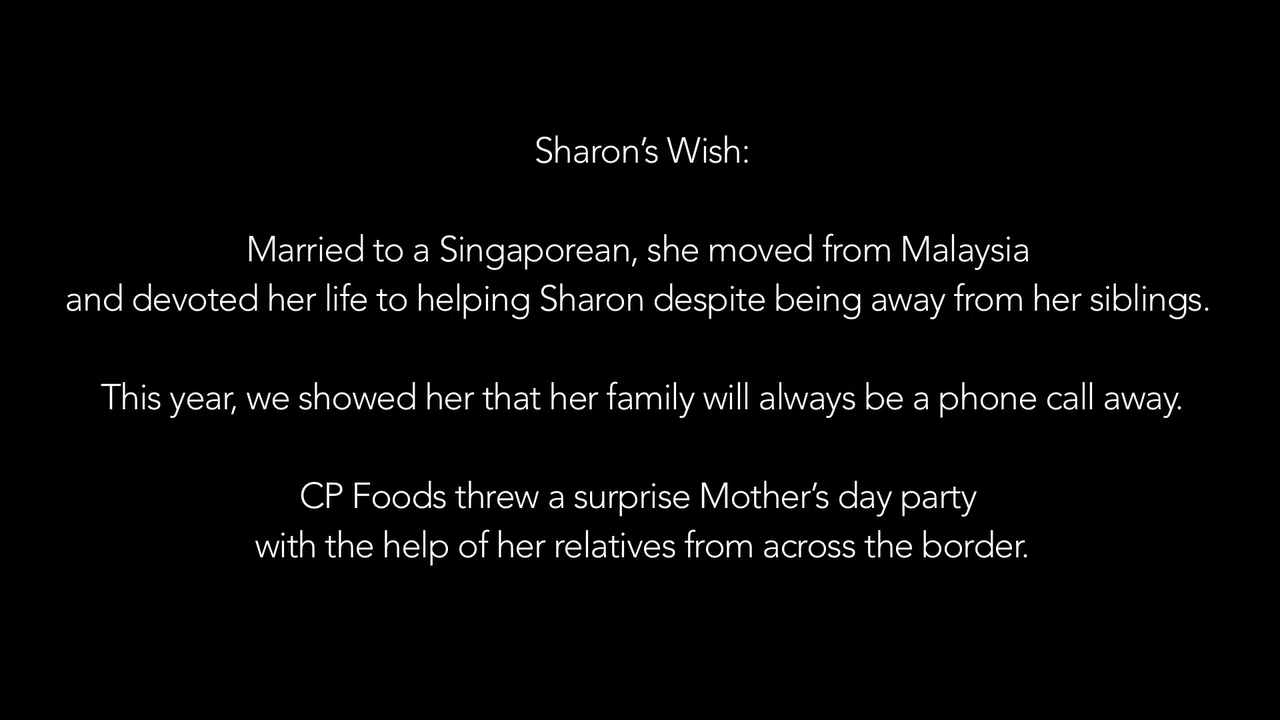 Sharon’s Wish:
Married to a Singaporean, she moved from Malaysia
and devoted her life to helping Sharon despite being away from her siblings.
This year, we showed her that her family will always be a phone call away.
CP Foods threw a surprise Mother’s day party
with the help of her relatives from across the border.